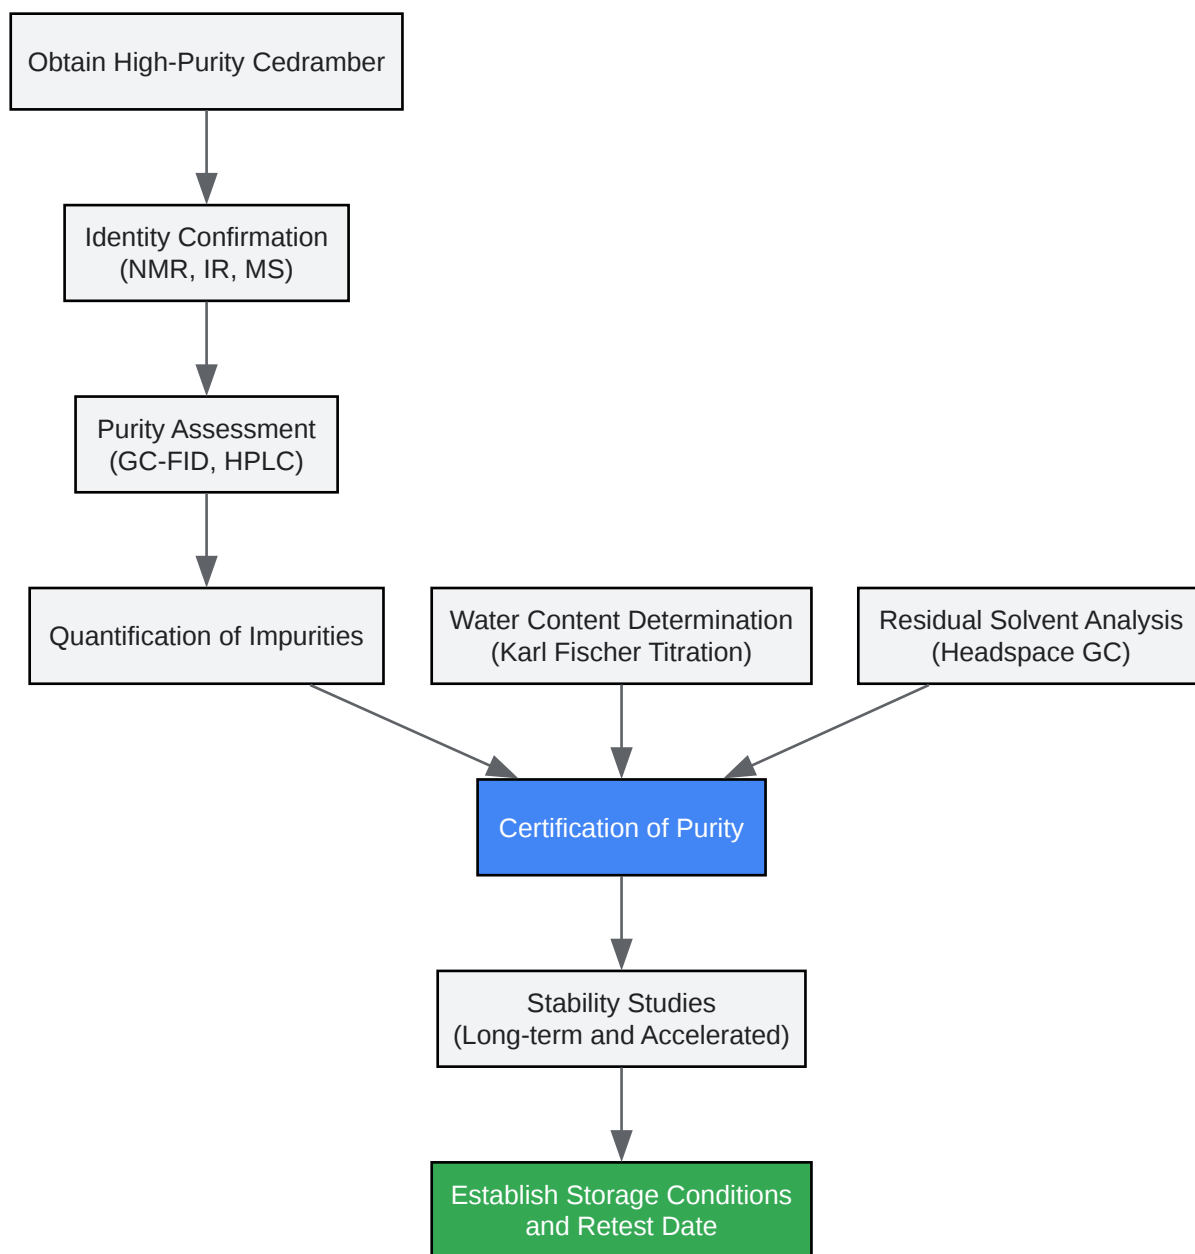 Obtain High-Purity Cedramber
Identity Confirmation
(NMR, IR, MS)
Purity Assessment
(GC-FID, HPLC)
Quantification of Impurities
Water Content Determination
(Karl Fischer Titration)
Residual Solvent Analysis
(Headspace GC)
Certification of Purity
Stability Studies
(Long-term and Accelerated)
Establish Storage Conditions
and Retest Date